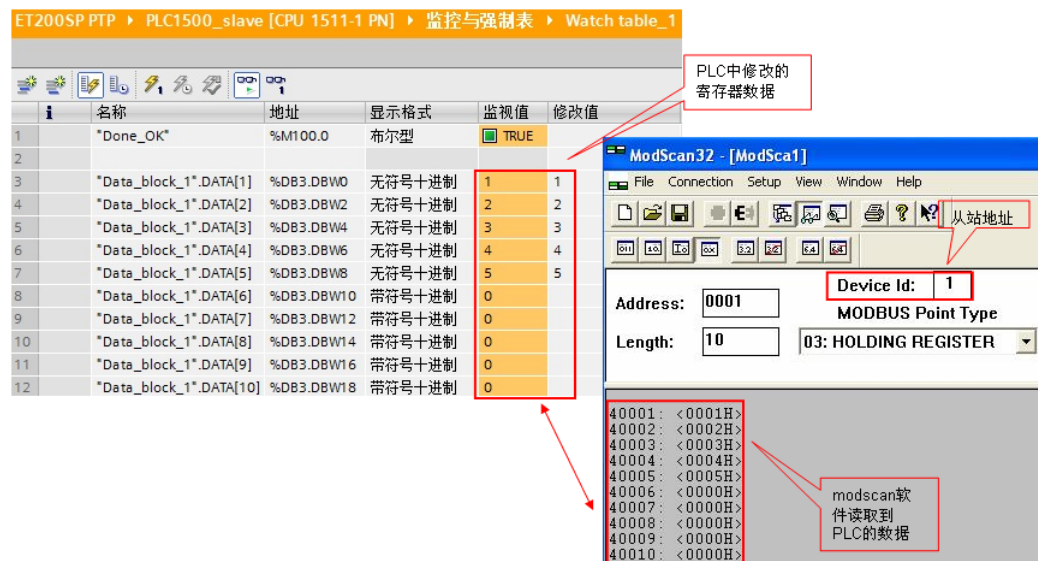 ET200SP PTP ▸ PLC1500_slave [CPU 1511-1 PN] ▸ 监控与强制表 ▸ Watch table_1
i 名称 地址 显示格式 监视值 修改值
1 "Done_OK" %M100.0 布尔型 TRUE
2
3 "Data_block_1".DATA[1] %DB3.DBW0 无符号十进制 1 1
4 "Data_block_1".DATA[2] %DB3.DBW2 无符号十进制 2 2
5 "Data_block_1".DATA[3] %DB3.DBW4 无符号十进制 3 3
6 "Data_block_1".DATA[4] %DB3.DBW6 无符号十进制 4 4
7 "Data_block_1".DATA[5] %DB3.DBW8 无符号十进制 5 5
8 "Data_block_1".DATA[6] %DB3.DBW10 带符号十进制 0
9 "Data_block_1".DATA[7] %DB3.DBW12 带符号十进制 0
10 "Data_block_1".DATA[8] %DB3.DBW14 带符号十进制 0
11 "Data_block_1".DATA[9] %DB3.DBW16 带符号十进制 0
12 "Data_block_1".DATA[10] %DB3.DBW18 带符号十进制 0
PLC中修改的
寄存器数据
ModScan32 - [ModSca1]
File Connection Setup View Window Help
从站地址
Address: 0001
Device Id: 1
MODBUS Point Type
Length: 10
03: HOLDING REGISTER
40001: <0001H>
40002: <0002H>
40003: <0003H>
40004: <0004H>
40005: <0005H>
40006: <0000H>
40007: <0000H>
40008: <0000H>
40009: <0000H>
40010: <0000H>
modscan软
件读取到
PLC的数据